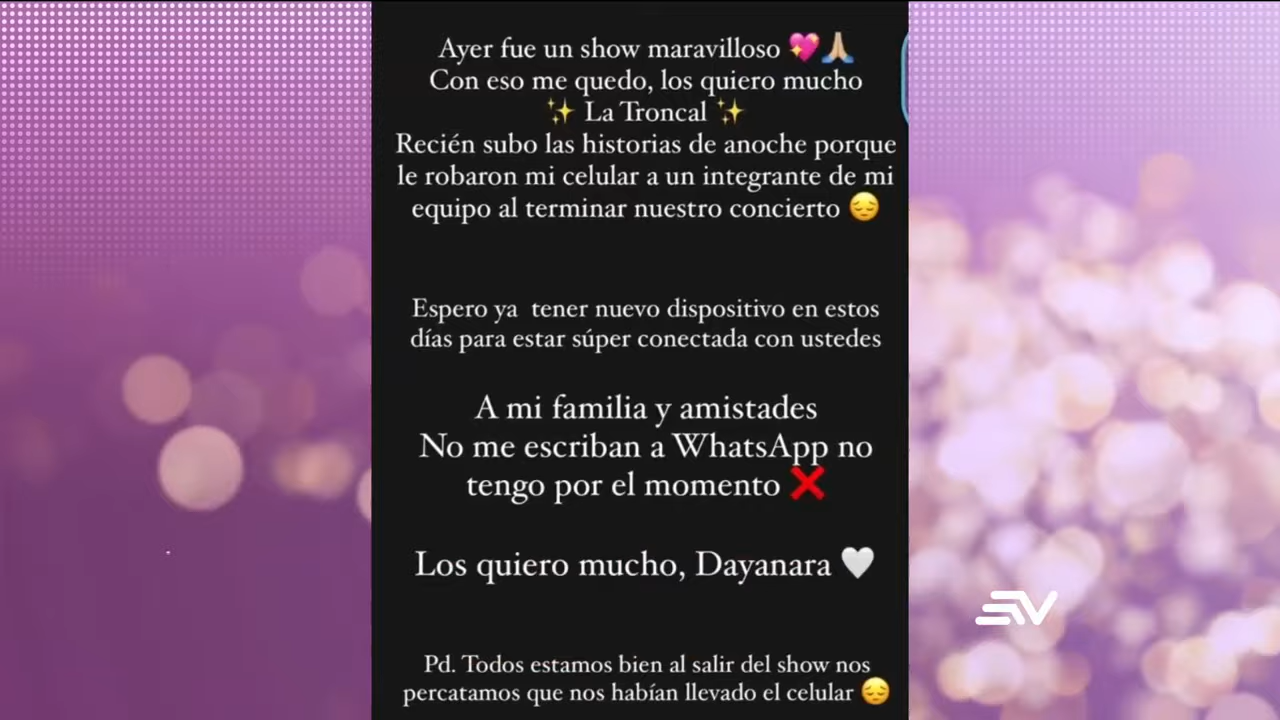 Ayer fue un show maravilloso 💖🙏🏼
Con eso me quedo, los quiero mucho
✨ La Troncal ✨
Recién subo las historias de anoche porque
le robaron mi celular a un integrante de mi
equipo al terminar nuestro concierto 😔
Espero ya  tener nuevo dispositivo en estos
días para estar súper conectada con ustedes
A mi familia y amistades
No me escriban a WhatsApp no
tengo por el momento ❌
Los quiero mucho, Dayanara 🤍
Pd. Todos estamos bien al salir del show nos
percatamos que nos habían llevado el celular 😔
EV